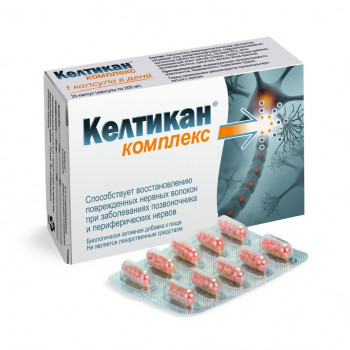 Келтикан®
комплекс
1 капсула в день
Келтикан®
комплекс
Способствует восстановлению
поврежденных нервных волокон
при заболеваниях позвоночника
и периферических нервов
Биологически активная добавка к пище
Не является лекарственным средством